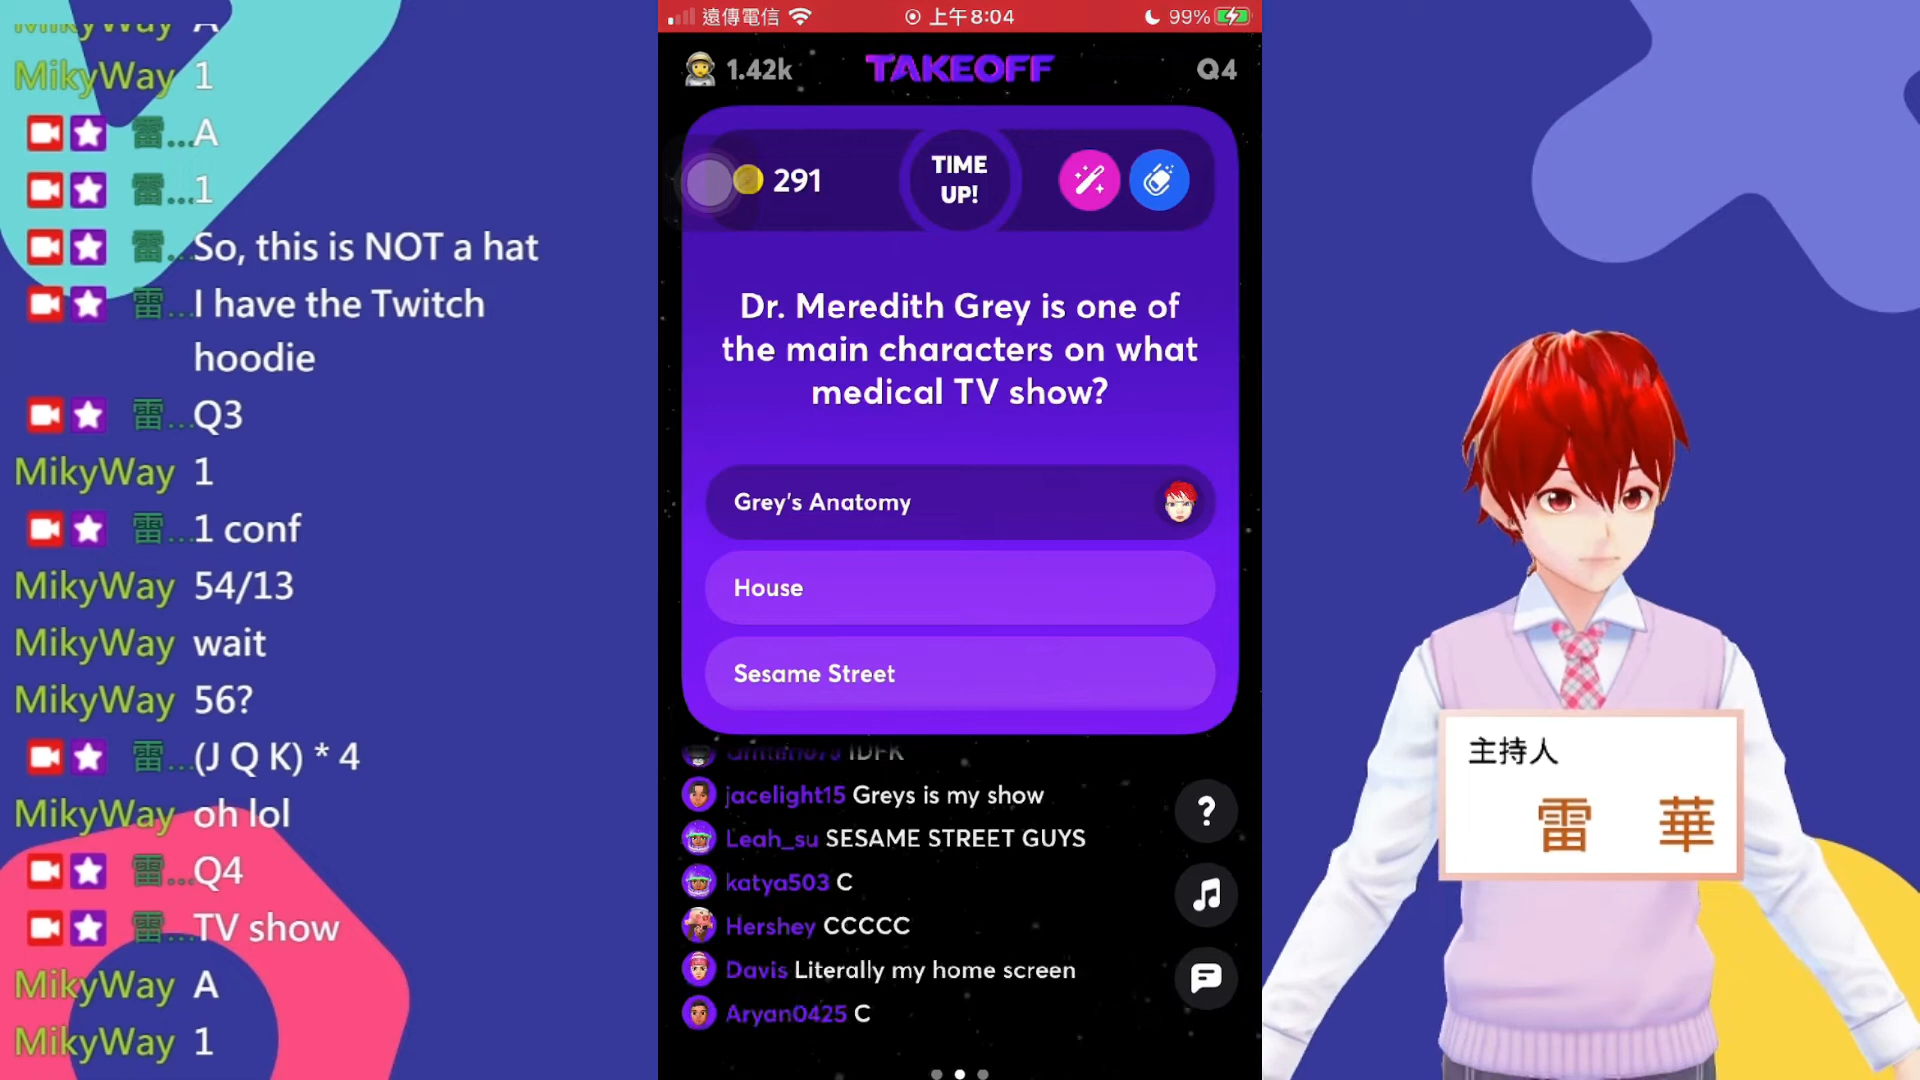 MikyWay A
MikyWay 1
雷...A
雷...1
雷...So, this is NOT a hat
雷...I have the Twitch
hoodie
雷...Q3
MikyWay 1
雷...1 conf
MikyWay 54/13
MikyWay wait
MikyWay 56?
雷...(J Q K) * 4
MikyWay oh lol
雷...Q4
雷...TV show
MikyWay A
MikyWay 1
遠傳電信 上午8:04 99%
1.42k TAKEOFF Q4
291
TIME
UP!
Dr. Meredith Grey is one of
the main characters on what
medical TV show?
Grey's Anatomy
House
Sesame Street
IDFK
jacelight15 Greys is my show
Leah_su SESAME STREET GUYS
katya503 C
Hershey CCCCC
Davis Literally my home screen
Aryan0425 C
?
主持人
雷 華